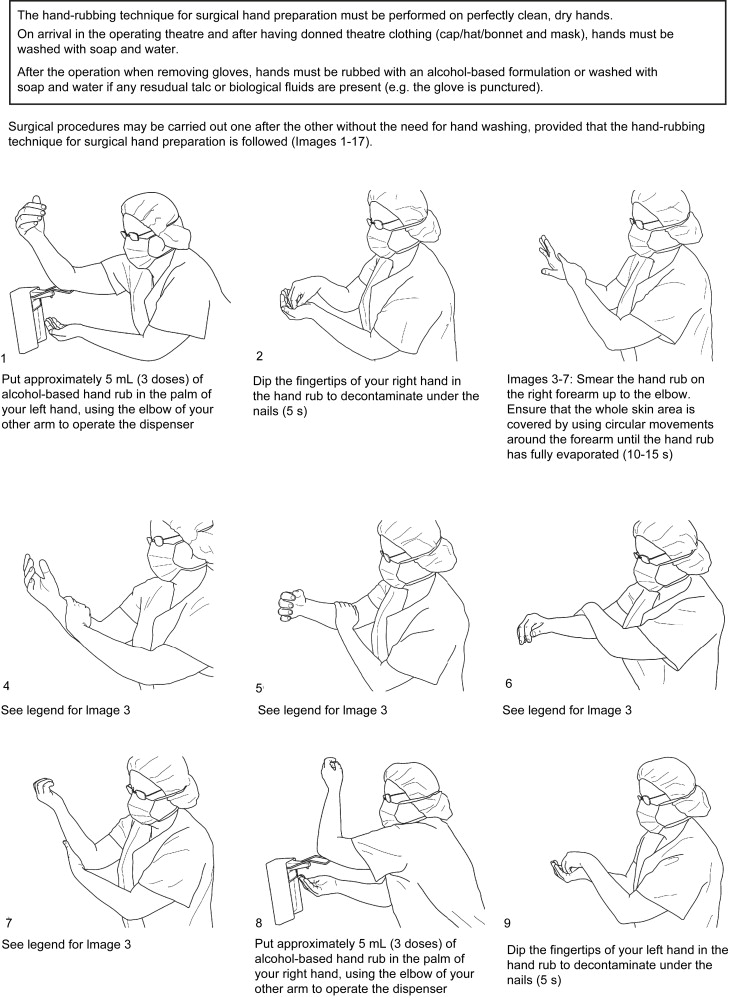 The hand-rubbing technique for surgical hand preparation must be performed on perfectly clean, dry hands.
On arrival in the operating theatre and after having donned theatre clothing (cap/hat/bonnet and mask), hands must be
washed with soap and water.
After the operation when removing gloves, hands must be rubbed with an alcohol-based formulation or washed with
soap and water if any resudual talc or biological fluids are present (e.g. the glove is punctured).
Surgical procedures may be carried out one after the other without the need for hand washing, provided that the hand-rubbing
technique for surgical hand preparation is followed (Images 1-17).
1
Put approximately 5 mL (3 doses) of
alcohol-based hand rub in the palm of
your left hand, using the elbow of your
other arm to operate the dispenser
2
Dip the fingertips of your right hand in
the hand rub to decontaminate under the
nails (5 s)
Images 3-7: Smear the hand rub on
the right forearm up to the elbow.
Ensure that the whole skin area is
covered by using circular movements
around the forearm until the hand rub
has fully evaporated (10-15 s)
4
See legend for Image 3
5
See legend for Image 3
6
See legend for Image 3
7
See legend for Image 3
8
Put approximately 5 mL (3 doses) of
alcohol-based hand rub in the palm of
your right hand, using the elbow of your
other arm to operate the dispenser
9
Dip the fingertips of your left hand in the
hand rub to decontaminate under the
nails (5 s)